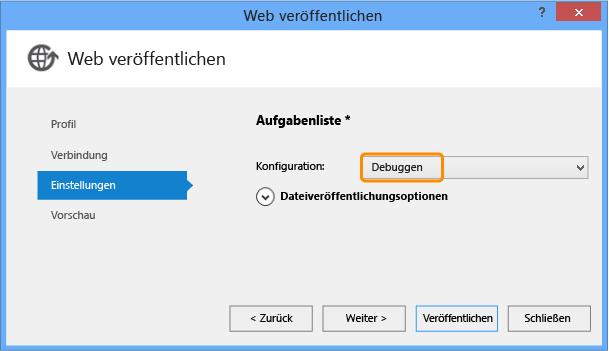 Web veröffentlichen
?
Web veröffentlichen
Profil
Verbindung
Einstellungen
Vorschau
Aufgabenliste *
Konfiguration: Debuggen
Dateiveröffentlichungsoptionen
< Zurück Weiter > Veröffentlichen Schließen